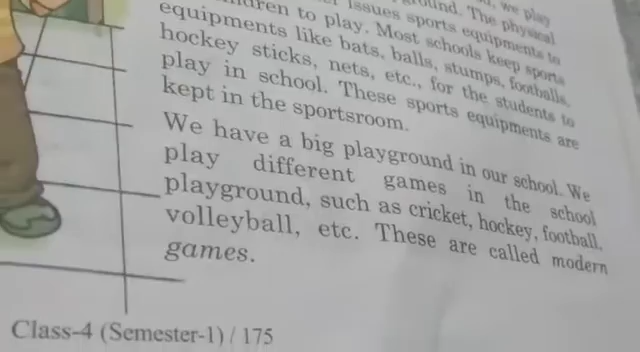 we play
ground. The physical
issues sports equipments to
to play. Most schools keep sports
equipments like bats, balls, stumps, footballs,
hockey sticks, nets, etc., for the students to
play in school. These sports equipments are
kept in the sportsroom.
We have a big playground in our school. We
play different games in the school
playground, such as cricket, hockey, football,
volleyball, etc. These are called modern
games.
Class-4 (Semester-1) / 175